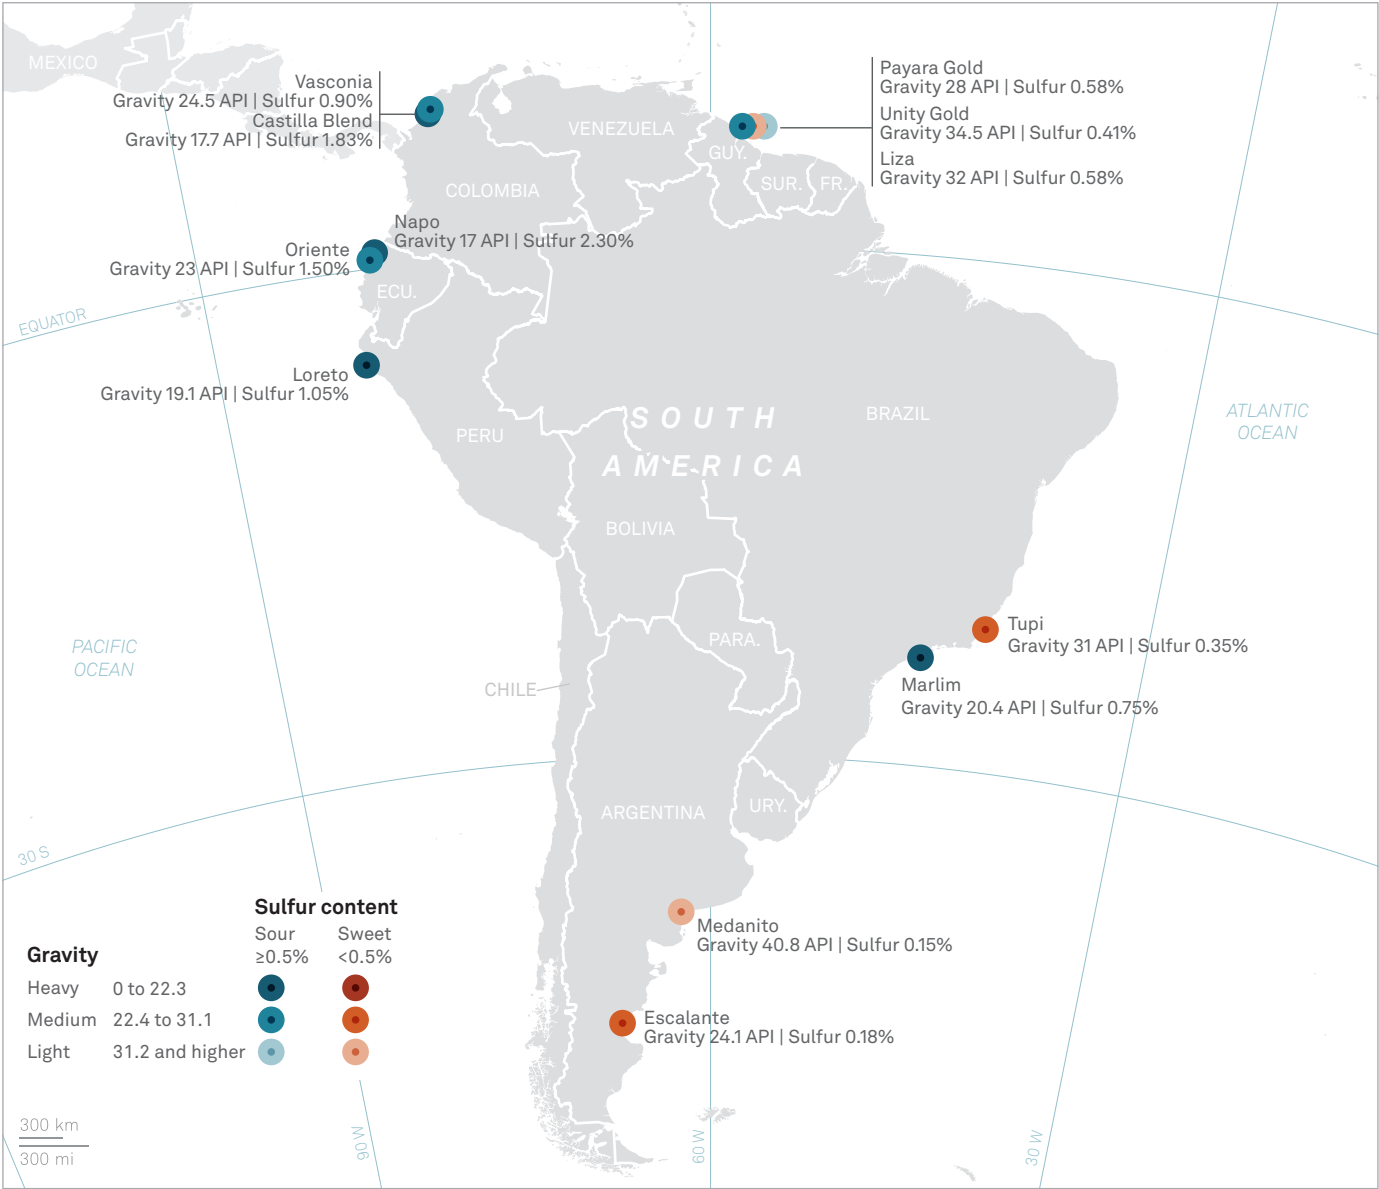 MEXICO
Vasconia
Gravity 24.5 API | Sulfur 0.90%
Castilla Blend
Gravity 17.7 API | Sulfur 1.83%
VENEZUELA
GUY.
SUR.
FR.
Payara Gold
Gravity 28 API | Sulfur 0.58%
Unity Gold
Gravity 34.5 API | Sulfur 0.41%
Liza
Gravity 32 API | Sulfur 0.58%
COLOMBIA
Napo
Gravity 17 API | Sulfur 2.30%
Oriente
Gravity 23 API | Sulfur 1.50%
ECU.
EQUATOR
Loreto
Gravity 19.1 API | Sulfur 1.05%
PERU
SOUTH
AMERICA
BRAZIL
ATLANTIC
OCEAN
BOLIVIA
PACIFIC
OCEAN
PARA.
CHILE
Tupi
Gravity 31 API | Sulfur 0.35%
Marlim
Gravity 20.4 API | Sulfur 0.75%
ARGENTINA
URY.
30 S
Medanito
Gravity 40.8 API | Sulfur 0.15%
Escalante
Gravity 24.1 API | Sulfur 0.18%
Sulfur content
Sour
≥0.5%
Sweet
<0.5%
Gravity
Heavy 0 to 22.3
Medium 22.4 to 31.1
Light 31.2 and higher
300 km
300 mi
90 W
60 W
30 W